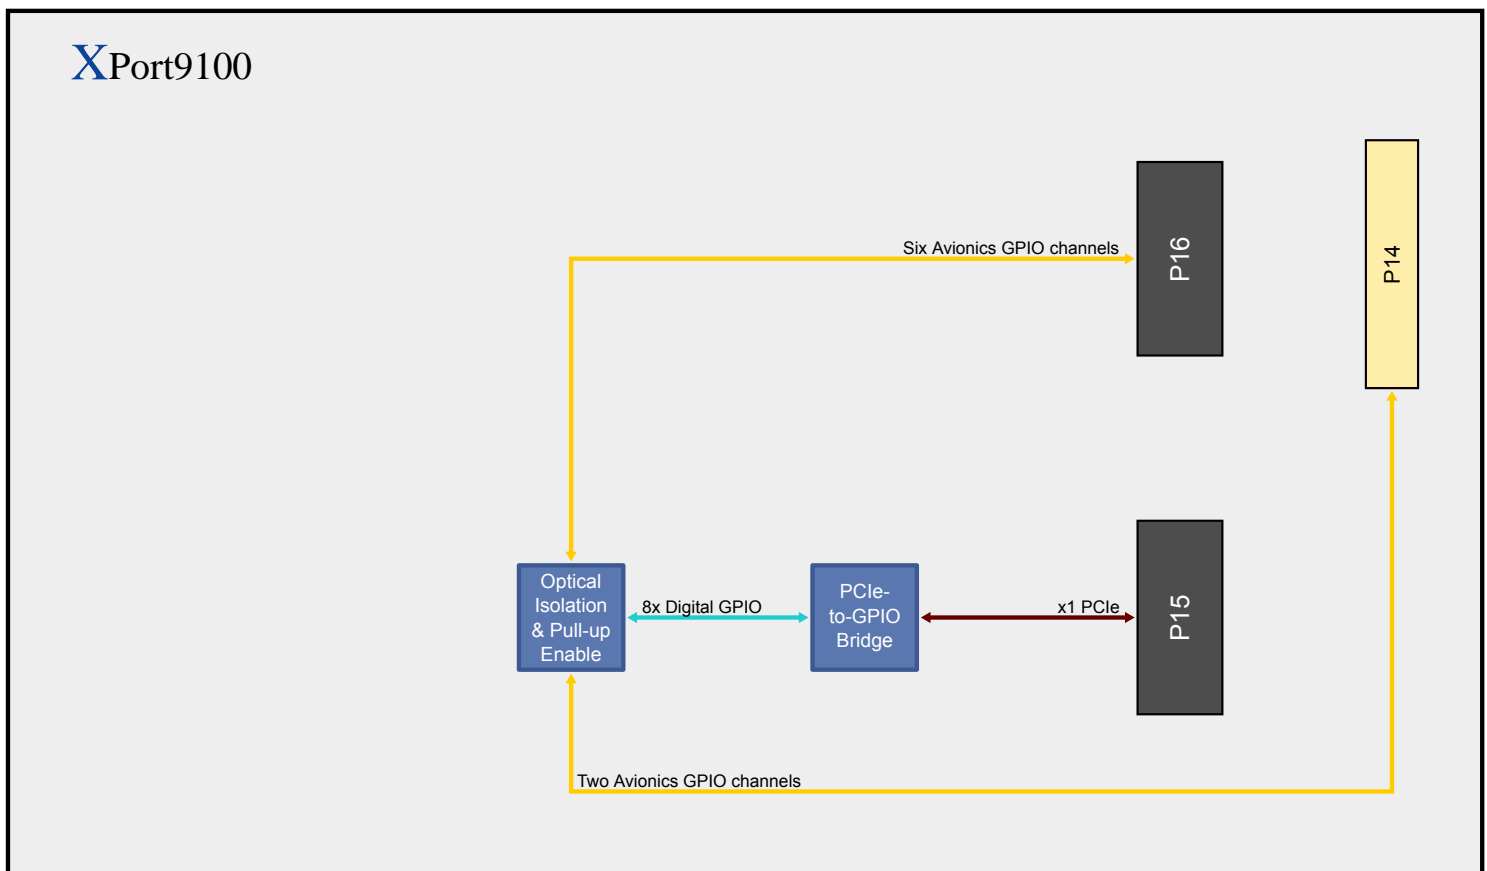 XPort9100
Six Avionics GPIO channels
P16
P14
Optical
Isolation
& Pull-up
Enable
8x Digital GPIO
PCIe-
to-GPIO
Bridge
x1 PCIe
P15
Two Avionics GPIO channels